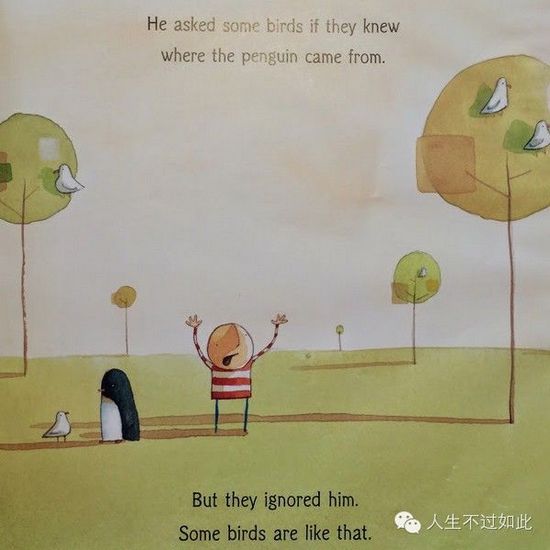 He asked some birds if they knew
where the penguin came from.
But they ignored him.
Some birds are like that.
人生不过如此